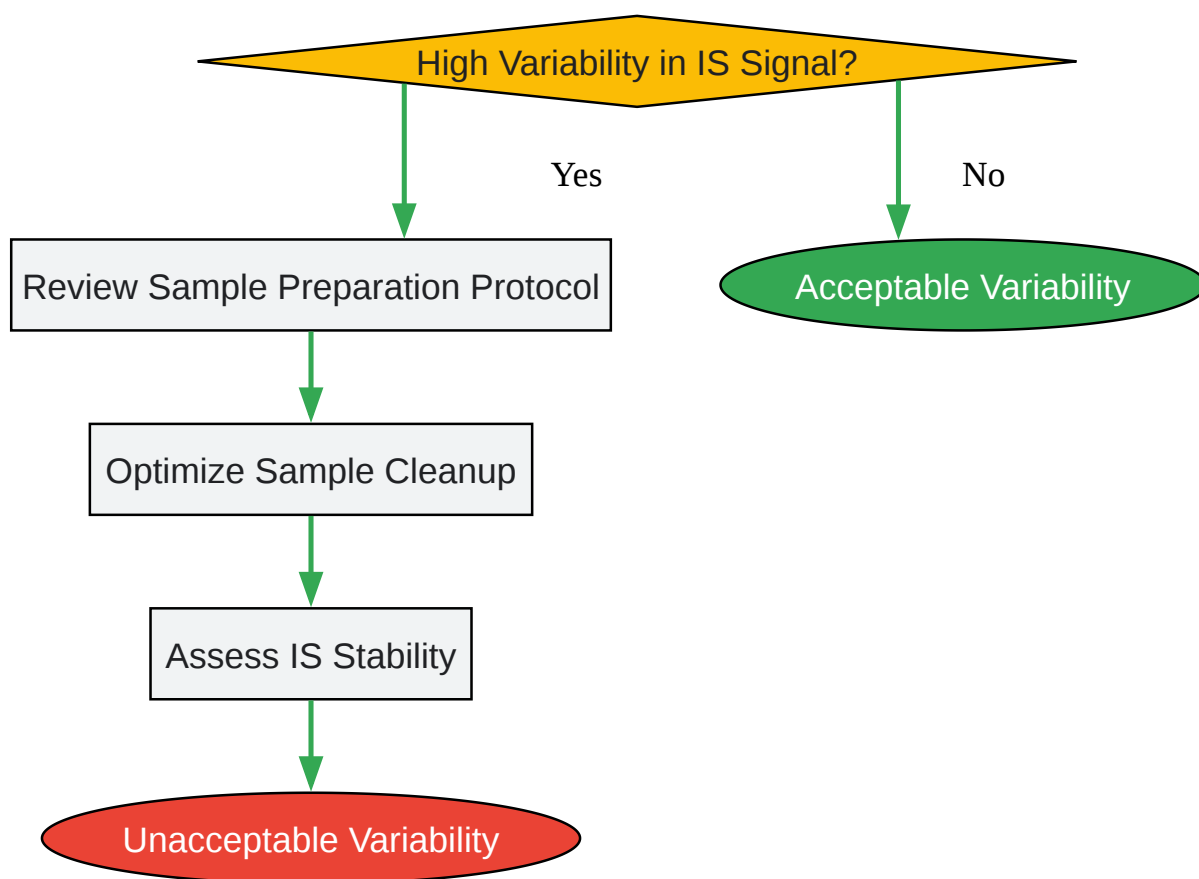 High Variability in IS Signal?
Yes
No
Review Sample Preparation Protocol
Acceptable Variability
Optimize Sample Cleanup
Assess IS Stability
Unacceptable Variability